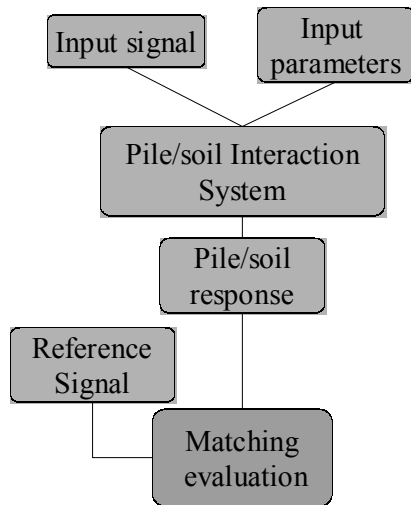 Input signal
Input
parameters
Pile/soil Interaction
System
Pile/soil
response
Reference
Signal
Matching
evaluation